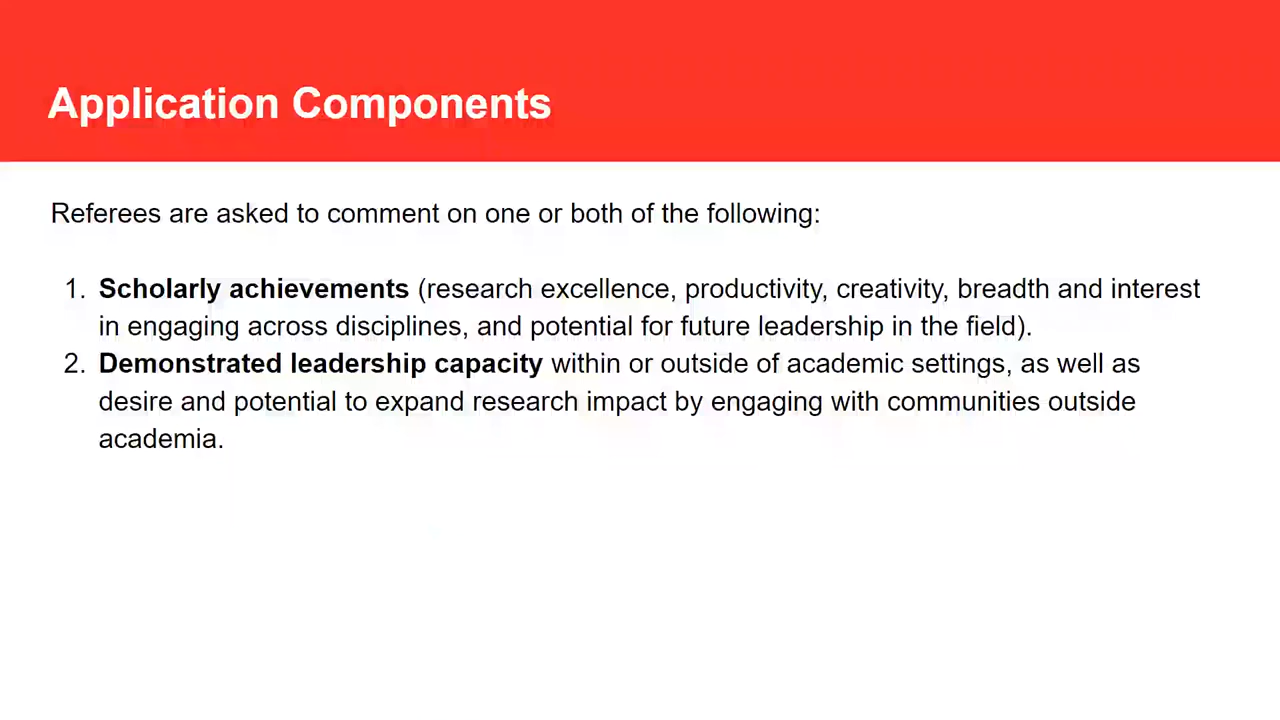 Application Components
Referees are asked to comment on one or both of the following:
1. Scholarly achievements (research excellence, productivity, creativity, breadth and interest
in engaging across disciplines, and potential for future leadership in the field).
2. Demonstrated leadership capacity within or outside of academic settings, as well as
desire and potential to expand research impact by engaging with communities outside
academia.